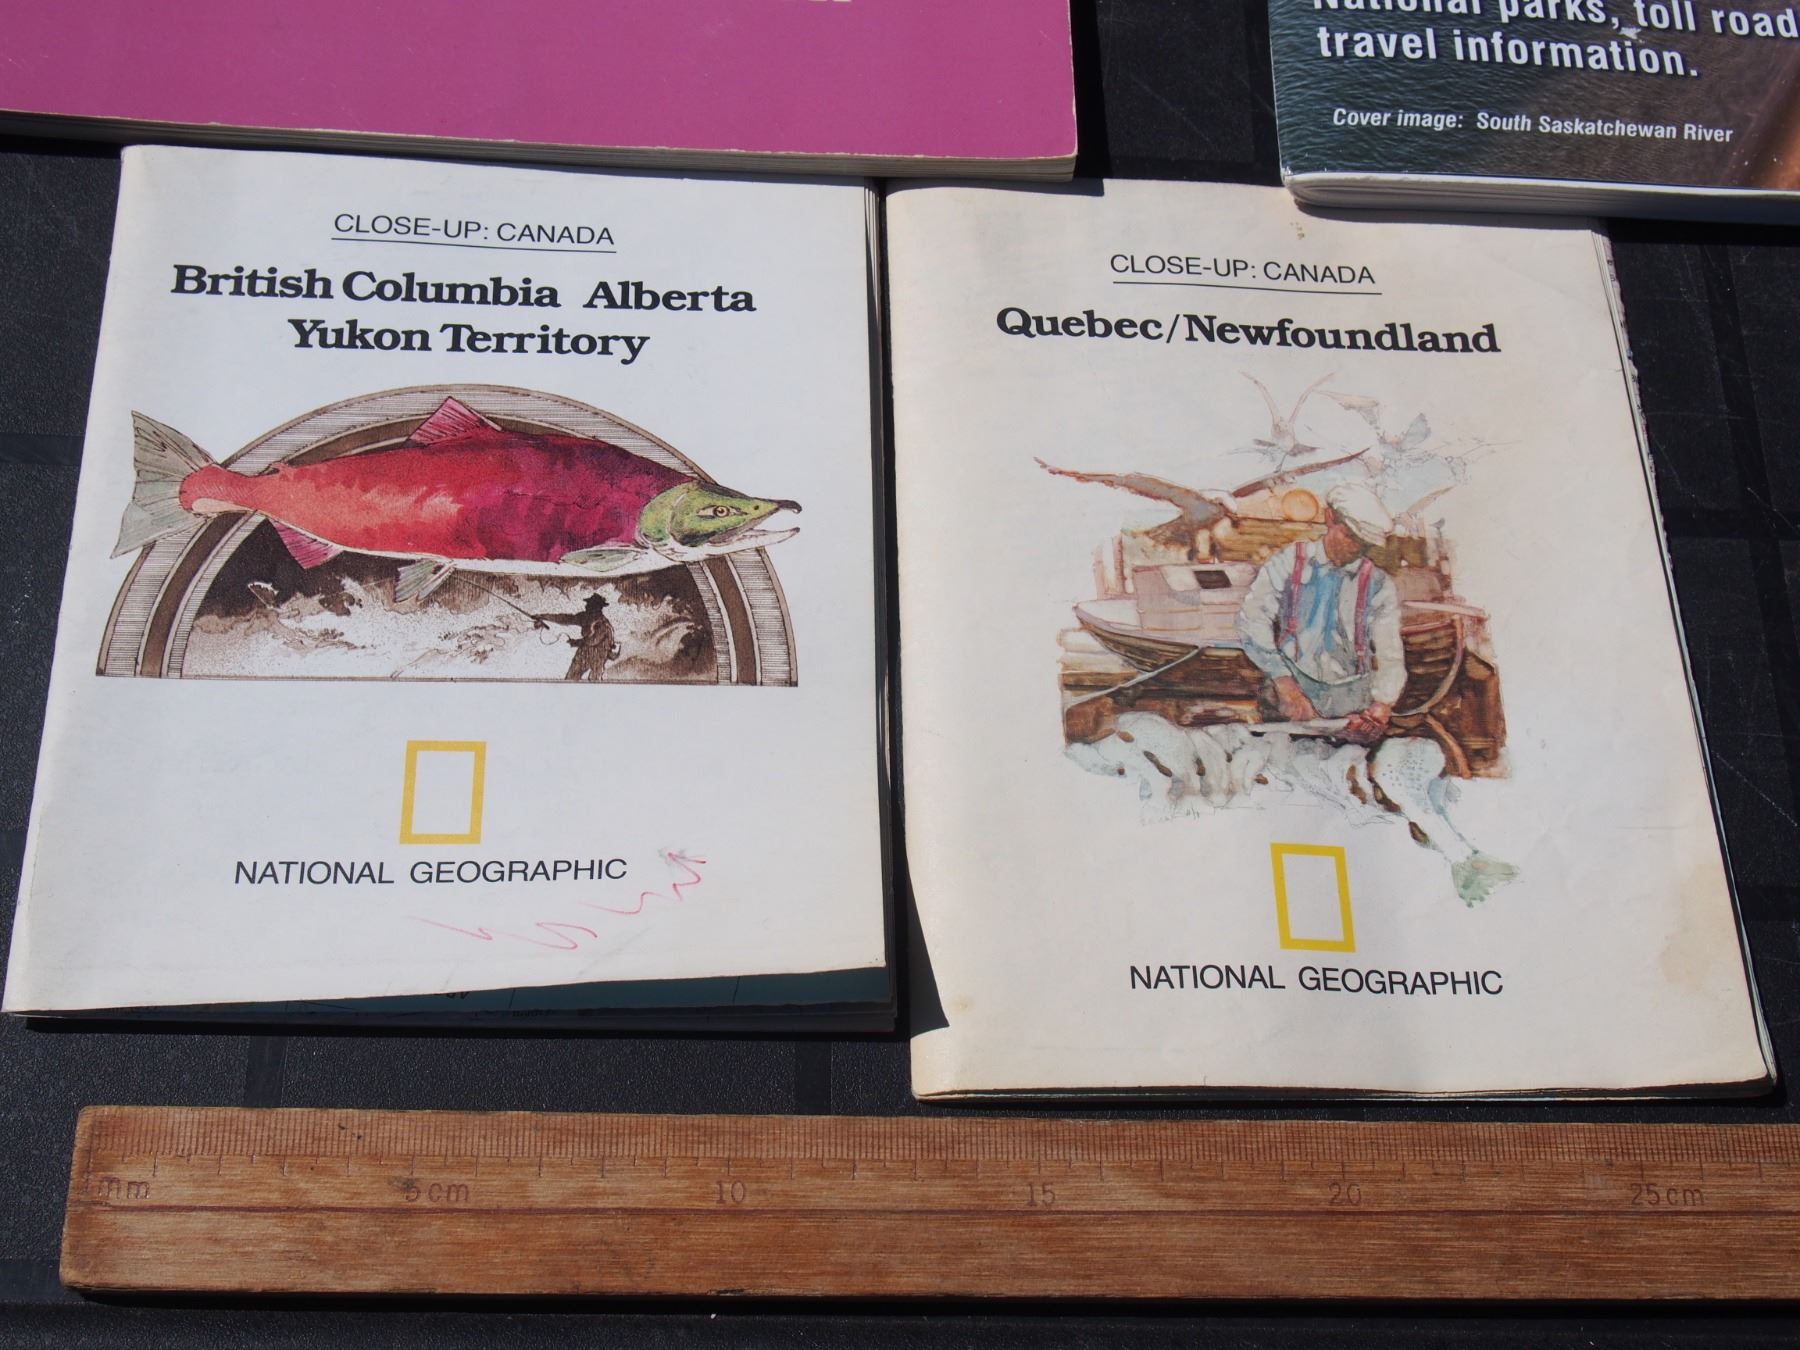 National parks, toll road
travel information.
Cover image: South Saskatchewan River
CLOSE-UP: CANADA
British Columbia Alberta
Yukon Territory
NATIONAL GEOGRAPHIC
CLOSE-UP: CANADA
Quebec/Newfoundland
NATIONAL GEOGRAPHIC
mm 5cm 10 15 20 25cm